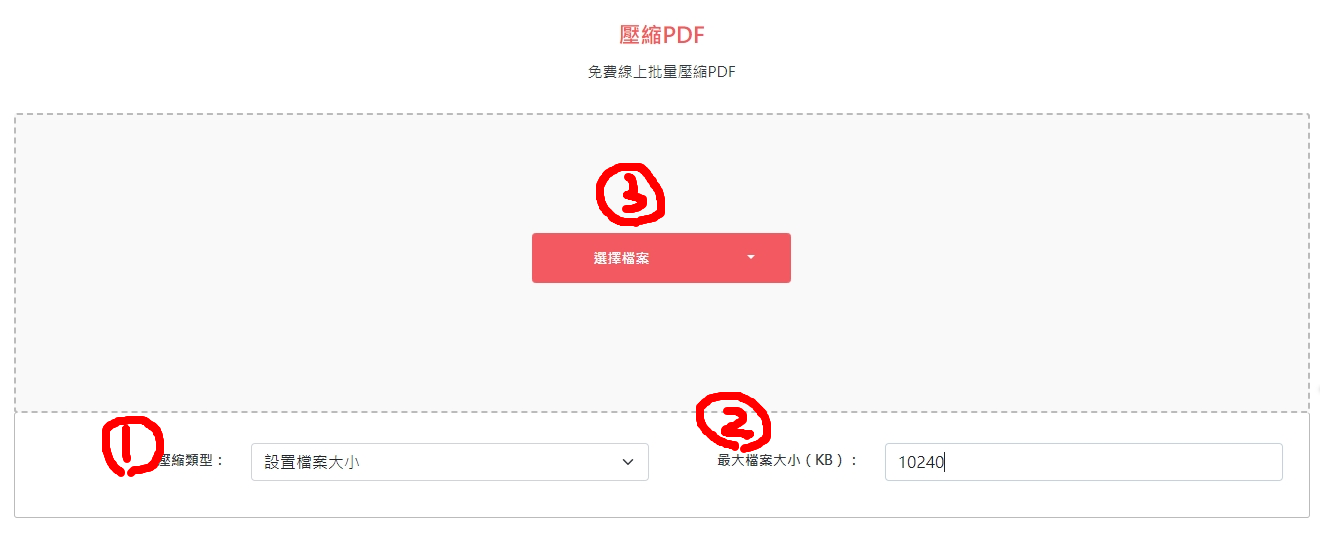 壓縮PDF
免費線上批量壓縮PDF
3
選擇檔案
1
2
壓縮類型：
設置檔案大小
最大檔案大小（KB）：
10240